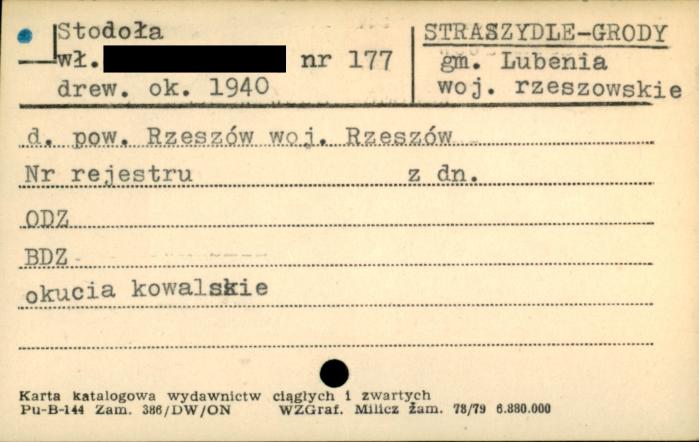 Stodoła
wł. nr 177
drew. ok. 1940
STRASZYDLE-GRODY
gm. Lubenia
woj. rzeszowskie
d. pow. Rzeszów woj. Rzeszów
Nr rejestru z dn.
ODZ
BDZ
okucia kowalskie
Karta katalogowa wydawnictw ciągłych i zwartych
Pu-B-144 Zam. 386/DW/ON WZGraf. Milicz żam. 78/79 6.880.000